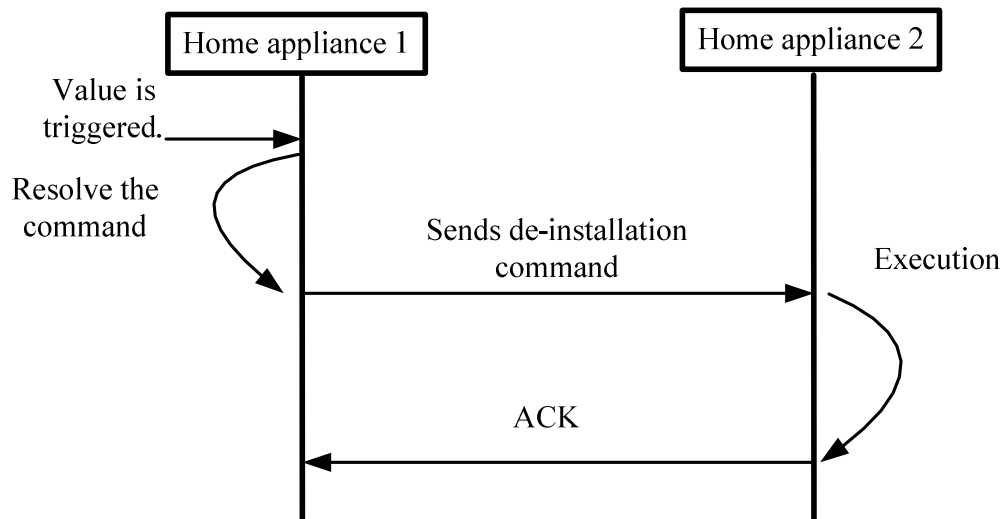 Home appliance 1
Home appliance 2
Value is
triggered.
Resolve the
command
Sends de-installation
command
Execution
ACK